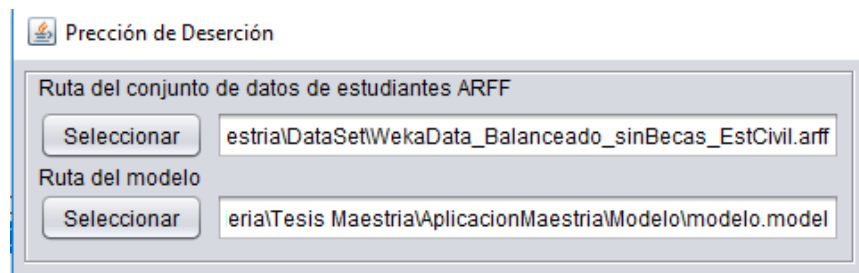 Prección de Deserción
Ruta del conjunto de datos de estudiantes ARFF
Seleccionar estria\DataSet\WekaData_Balanceado_sinBecas_EstCivil.arff
Ruta del modelo
Seleccionar eria\Tesis Maestria\AplicacionMaestria\Modelo\modelo.model